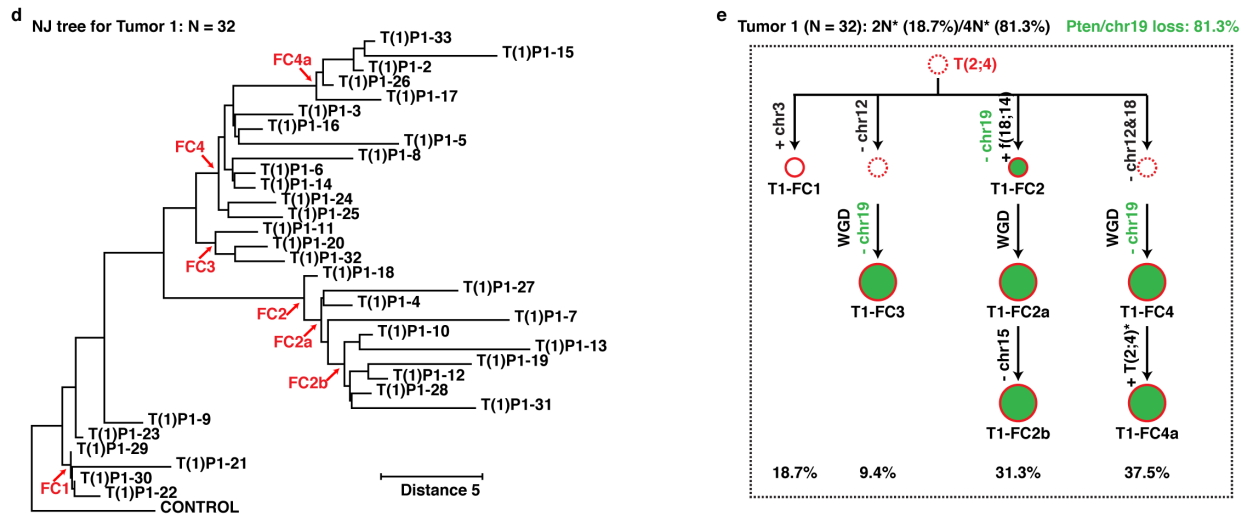 d
NJ tree for Tumor 1: N = 32
T(1)P1-33
T(1)P1-15
FC4a
T(1)P1-2
T(1)P1-26
T(1)P1-17
T(1)P1-3
T(1)P1-16
T(1)P1-5
FC4
T(1)P1-8
T(1)P1-6
T(1)P1-14
T(1)P1-24
T(1)P1-25
T(1)P1-11
T(1)P1-20
FC3
T(1)P1-32
T(1)P1-18
T(1)P1-27
T(1)P1-4
FC2
T(1)P1-7
FC2a
T(1)P1-10
T(1)P1-13
T(1)P1-19
T(1)P1-12
FC2b
T(1)P1-28
T(1)P1-31
T(1)P1-9
T(1)P1-23
T(1)P1-29
T(1)P1-21
T(1)P1-30
FC1
T(1)P1-22
CONTROL
Distance 5
e
Tumor 1 (N = 32): 2N* (18.7%)/4N* (81.3%) Pten/chr19 loss: 81.3%
T(2;4)
+ chr3
- chr12
- chr19
+ f(18;14)
- chr12&18
T1-FC1
T1-FC2
WGD
- chr19
WGD
WGD
- chr19
T1-FC3
T1-FC2a
T1-FC4
- chr15
+ T(2;4)*
T1-FC2b
T1-FC4a
18.7%
9.4%
31.3%
37.5%